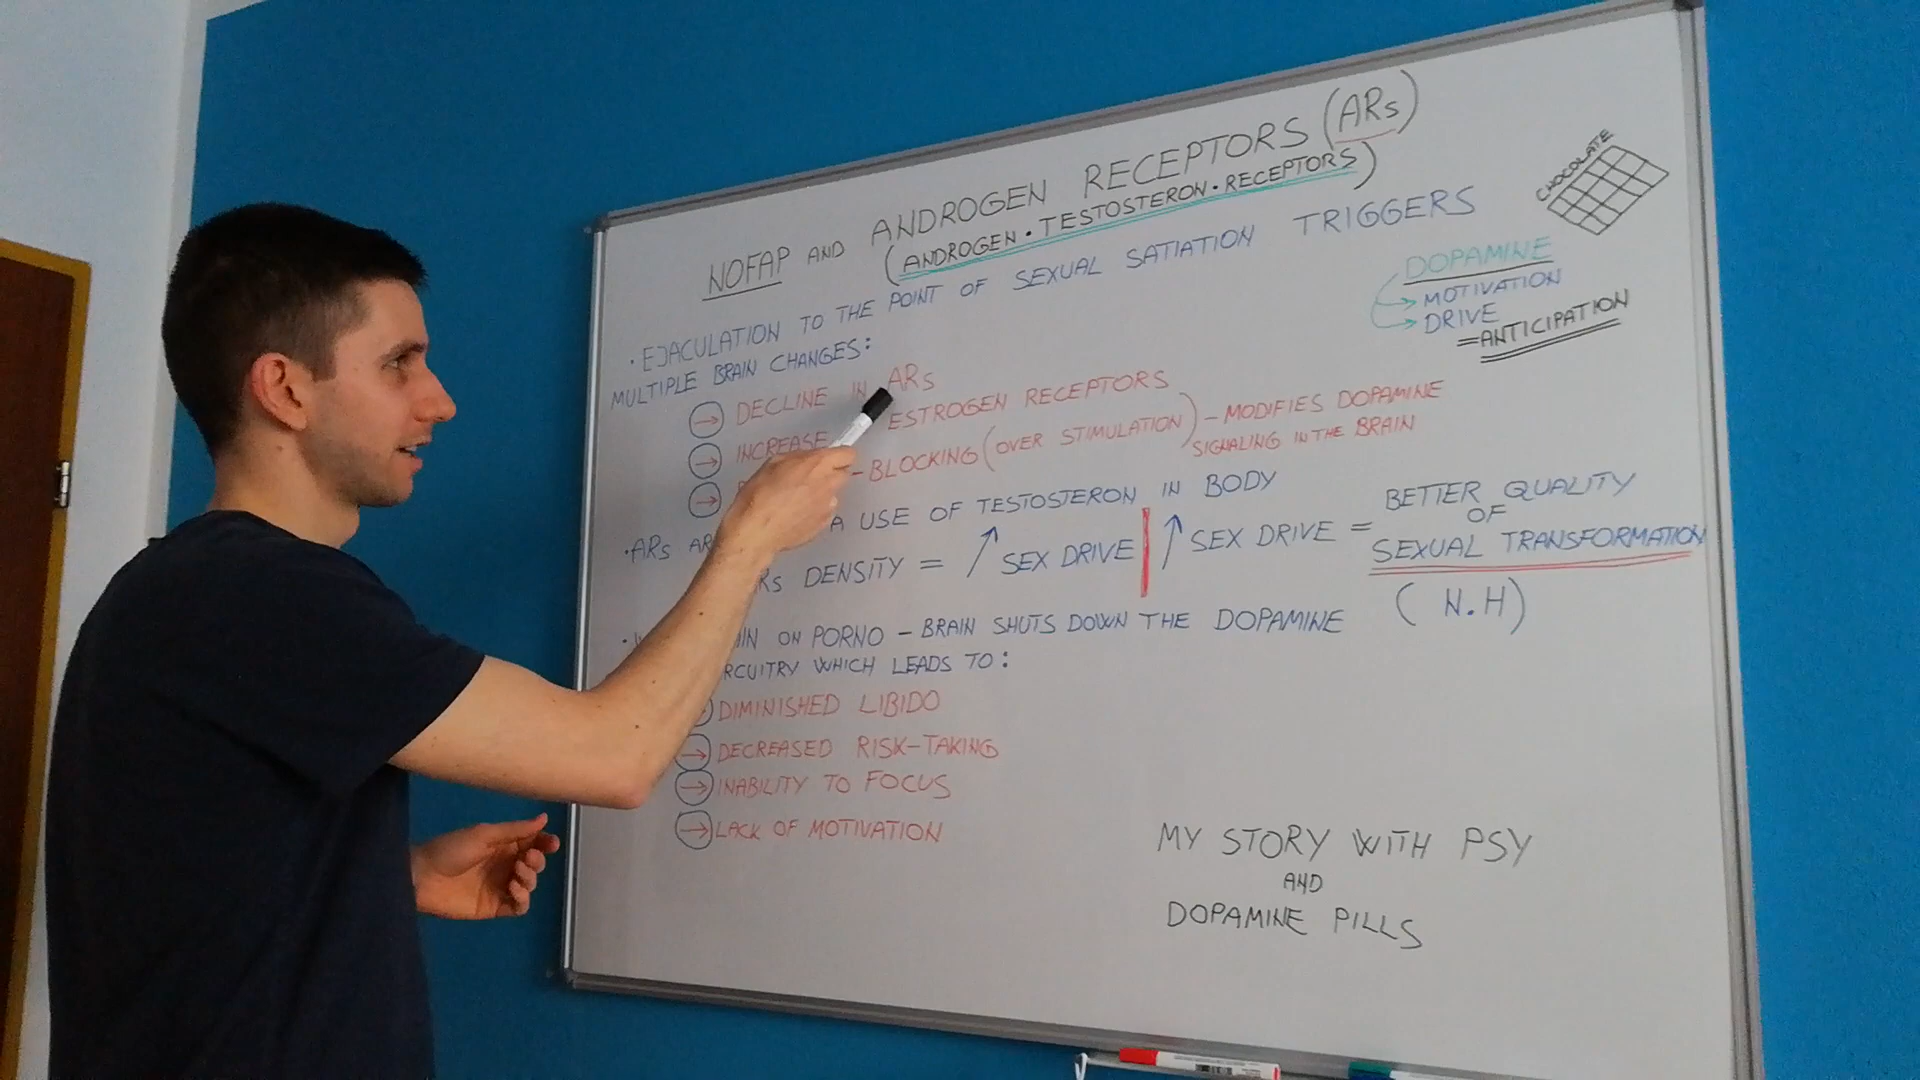 NOFAP AND ANDROGEN RECEPTORS (ARs)
(ANDROGEN · TESTOSTERON · RECEPTORS)
CHOCOLATE
· EJACULATION TO THE POINT OF SEXUAL SATIATION TRIGGERS
MULTIPLE BRAIN CHANGES:
DOPAMINE
→ MOTIVATION
→ DRIVE
= ANTICIPATION
→ DECLINE IN ARs
→ INCREASE ESTROGEN RECEPTORS
→ - BLOCKING (OVER STIMULATION) - MODIFIES DOPAMINE
SIGNALING IN THE BRAIN
· ARs A USE OF TESTOSTERON IN BODY
DENSITY = ↑ SEX DRIVE | ↑ SEX DRIVE =
BETTER QUALITY
OF
SEXUAL TRANSFORMATION
(N.H)
· ON PORNO - BRAIN SHUTS DOWN THE DOPAMINE
WHICH LEADS TO:
DIMINISHED LIBIDO
→ DECREASED RISK-TAKING
→ INABILITY TO FOCUS
→ LACK OF MOTIVATION
MY STORY WITH PSY
AND
DOPAMINE PILLS